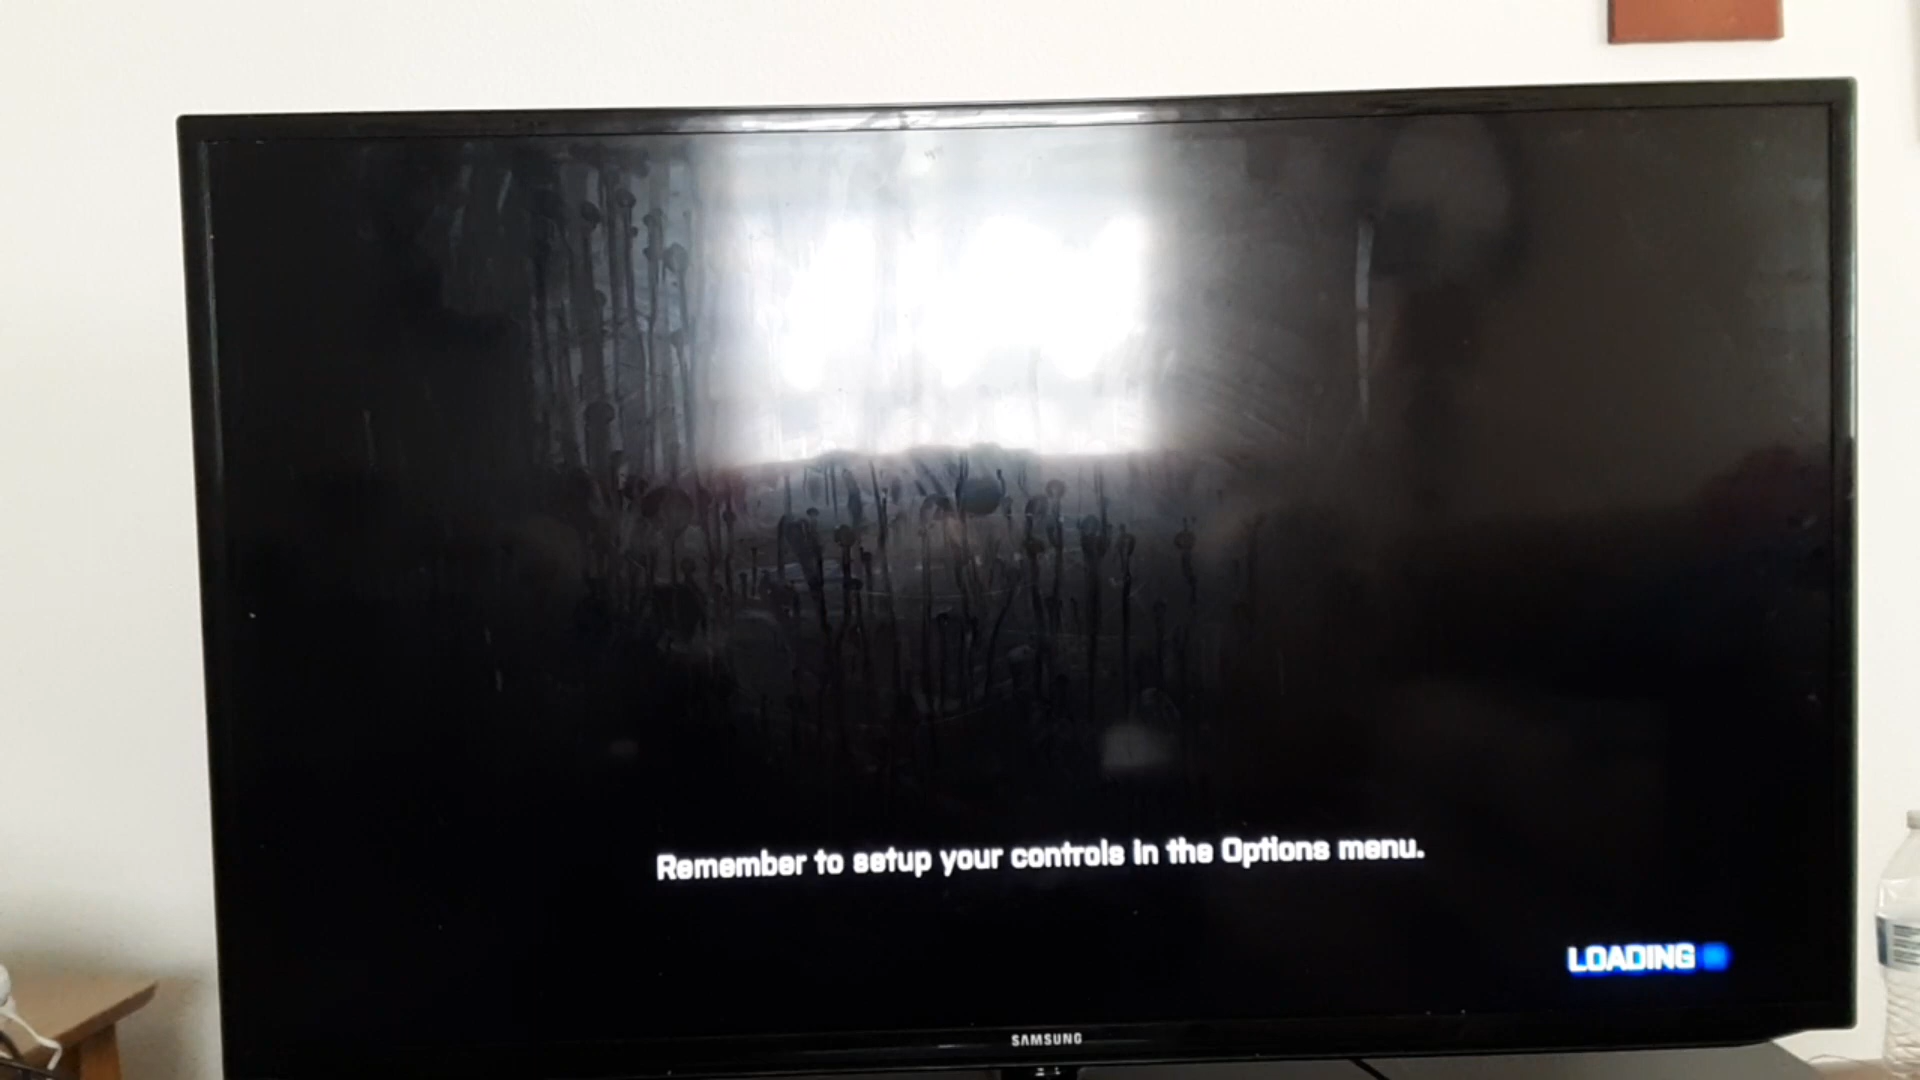 Remember to setup your controls in the Options menu.
LOADING
SAMSUNG